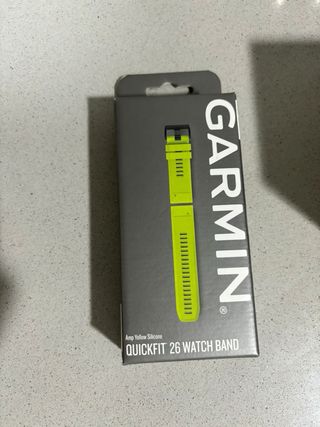 GARMIN®
Amp Yellow Silicone
QUICKFIT 26 WATCH BAND